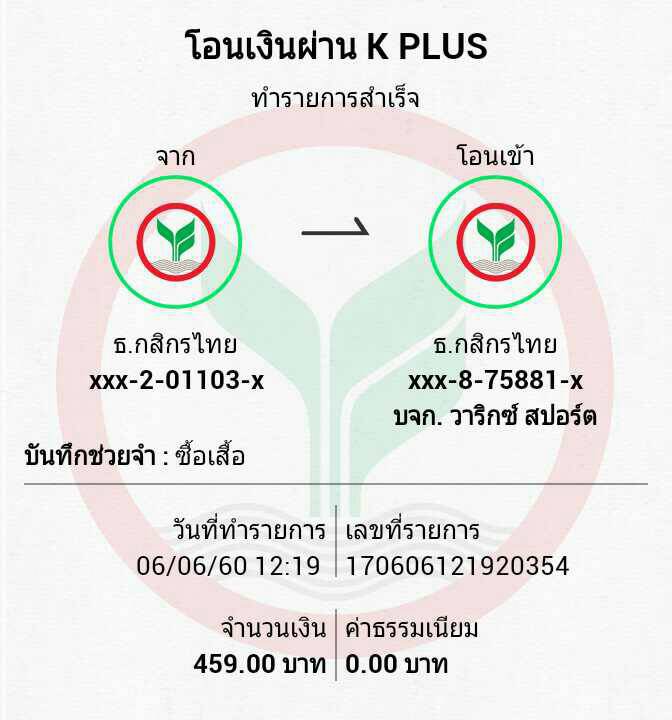 โอนเงินผ่าน K PLUS
ทำรายการสำเร็จ
จาก
โอนเข้า
ธ.กสิกรไทย
xxx-2-01103-x
ธ.กสิกรไทย
xxx-8-75881-x
บจก. วาริกซ์ สปอร์ต
บันทึกช่วยจำ : ซื้อเสื้อ
วันที่ทำรายการ
06/06/60 12:19
เลขที่รายการ
170606121920354
จำนวนเงิน
459.00 บาท
ค่าธรรมเนียม
0.00 บาท